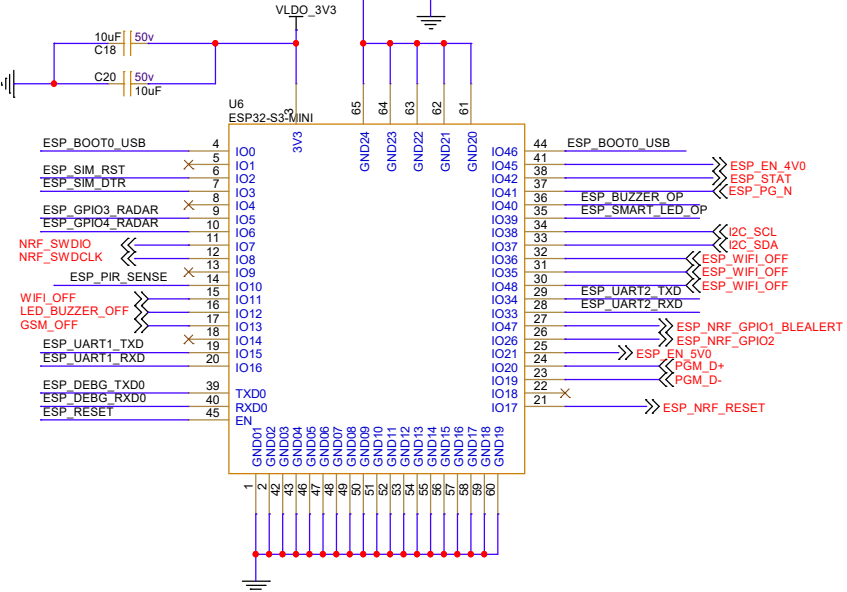 VLDO_3V3
10uF 50v
C18
C20 50v
10uF
U6
ESP32-S3-MINI
3
3V3
65 64 63 62 61
GND24 GND23 GND22 GND21 GND20
ESP_BOOT0_USB 4 IO0
5 IO1
ESP_SIM_RST 6 IO2
ESP_SIM_DTR 7 IO3
8 IO4
ESP_GPIO3_RADAR 9 IO5
ESP_GPIO4_RADAR 10 IO6
NRF_SWDIO 11 IO7
NRF_SWDCLK 12 IO8
13 IO9
ESP_PIR_SENSE 14 IO10
WIFI_OFF 15 IO11
LED_BUZZER_OFF 16 IO12
GSM_OFF 17 IO13
18 IO14
ESP_UART1_TXD 19 IO15
ESP_UART1_RXD 20 IO16
ESP_DEBG_TXD0 39 TXD0
ESP_DEBG_RXD0 40 RXD0
ESP_RESET 45 EN
IO46 44 ESP_BOOT0_USB
IO45 41 ESP_EN_4V0
IO42 38 ESP_STAT
IO41 37 ESP_PG_N
IO40 36 ESP_BUZZER_OP
IO39 35 ESP_SMART_LED_OP
IO38 34 I2C_SCL
IO37 33 I2C_SDA
IO36 32 ESP_WIFI_OFF
IO35 31 ESP_WIFI_OFF
IO48 30 ESP_WIFI_OFF
IO34 29 ESP_UART2_TXD
IO33 28 ESP_UART2_RXD
IO47 27 ESP_NRF_GPIO1_BLEALERT
IO26 26 ESP_NRF_GPIO2
IO21 25 ESP_EN_5V0
IO20 24 PGM_D+
IO19 23 PGM_D-
IO18 22
IO17 21 ESP_NRF_RESET
GND01 GND02 GND03 GND04 GND05 GND06 GND07 GND08 GND09 GND10 GND11 GND12 GND13 GND14 GND15 GND16 GND17 GND18 GND19
1 2 42 43 46 47 48 49 50 51 52 53 54 55 56 57 58 59 60